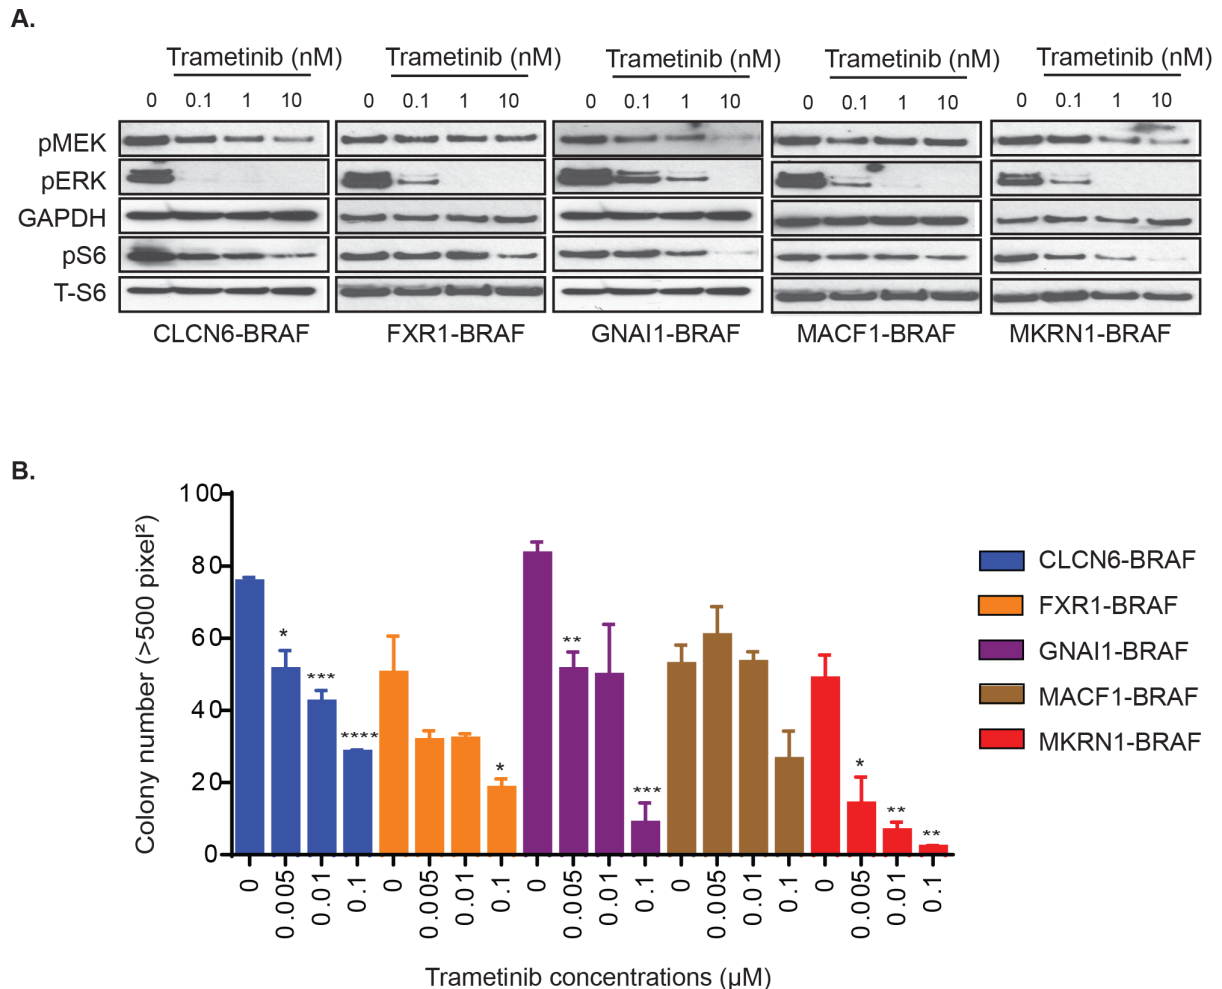 A.
Trametinib (nM) Trametinib (nM) Trametinib (nM) Trametinib (nM) Trametinib (nM)
0 0.1 1 10 0 0.1 1 10 0 0.1 1 10 0 0.1 1 10 0 0.1 1 10
pMEK
pERK
GAPDH
pS6
T-S6
CLCN6-BRAF FXR1-BRAF GNAI1-BRAF MACF1-BRAF MKRN1-BRAF
B.
Colony number (>500 pixel²)
100
80
60
40
20
0
* *** **** * ** *** * ** **
0 0.005 0.01 0.1 0 0.005 0.01 0.1 0 0.005 0.01 0.1 0 0.005 0.01 0.1 0 0.005 0.01 0.1
Trametinib concentrations (µM)
CLCN6-BRAF
FXR1-BRAF
GNAI1-BRAF
MACF1-BRAF
MKRN1-BRAF